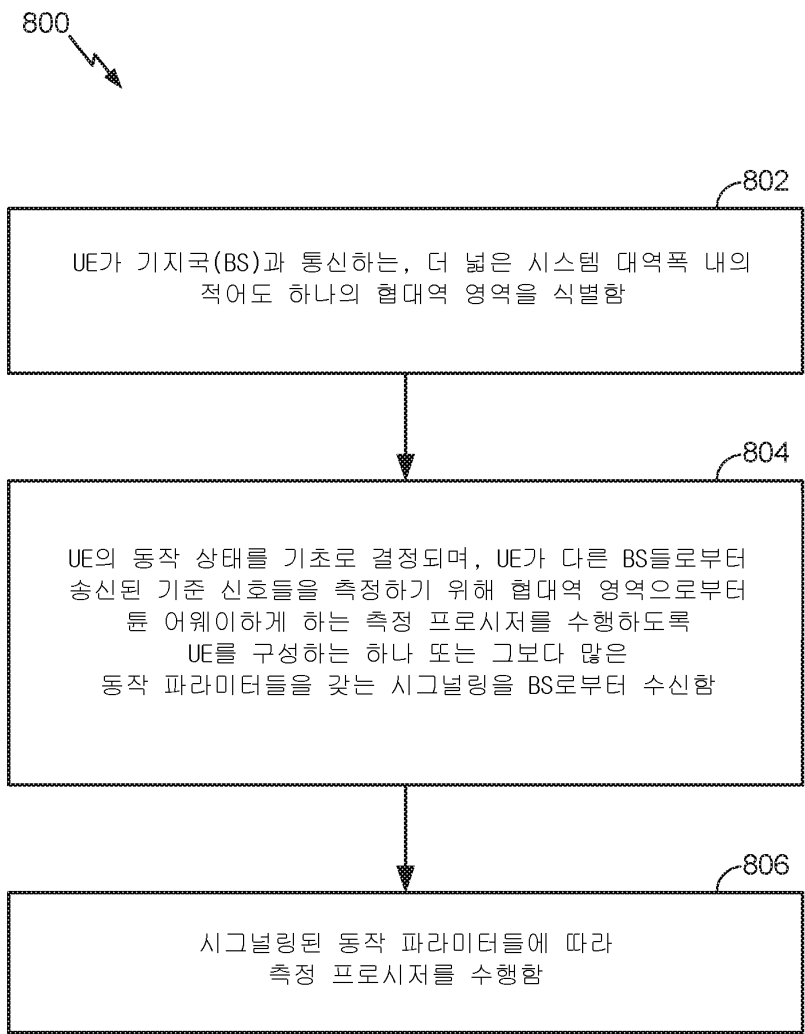 800
802
UE가 기지국(BS)과 통신하는, 더 넓은 시스템 대역폭 내의
적어도 하나의 협대역 영역을 식별함
804
UE의 동작 상태를 기초로 결정되며, UE가 다른 BS들로부터
송신된 기준 신호들을 측정하기 위해 협대역 영역으로부터
튠 어웨이하게 하는 측정 프로시저를 수행하도록
UE를 구성하는 하나 또는 그보다 많은
동작 파라미터들을 갖는 시그널링을 BS로부터 수신함
806
시그널링된 동작 파라미터들에 따라
측정 프로시저를 수행함